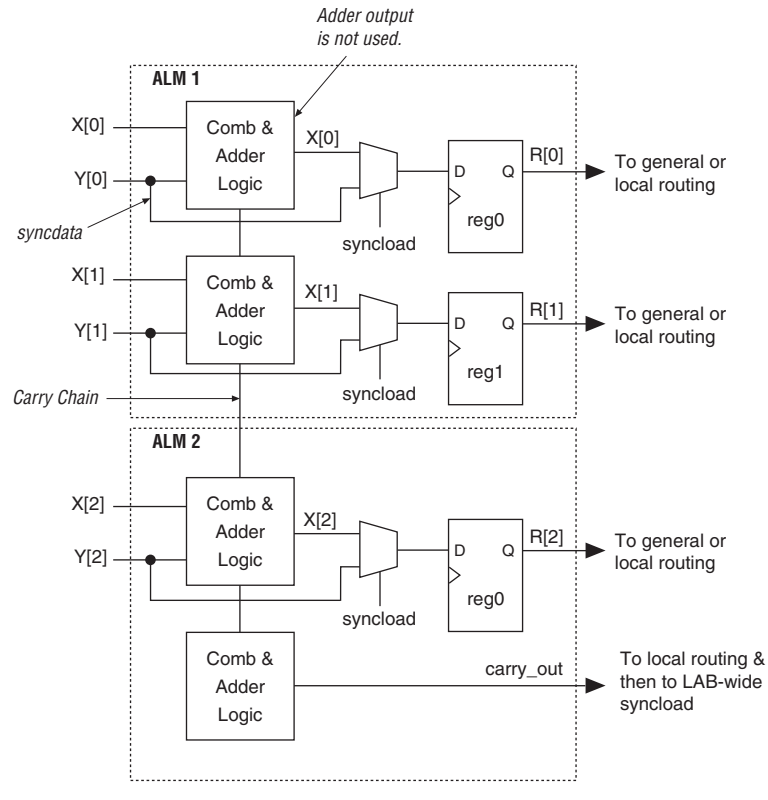 Adder output
is not used.
ALM 1
X[0]
Comb &
Adder
Logic
X[0]
Y[0]
D Q
reg0
R[0]
To general or
local routing
syncdata
syncload
X[1]
Comb &
Adder
Logic
X[1]
Y[1]
D Q
reg1
R[1]
To general or
local routing
syncload
Carry Chain
ALM 2
X[2]
Comb &
Adder
Logic
X[2]
Y[2]
D Q
reg0
R[2]
To general or
local routing
syncload
Comb &
Adder
Logic
carry_out
To local routing &
then to LAB-wide
syncload